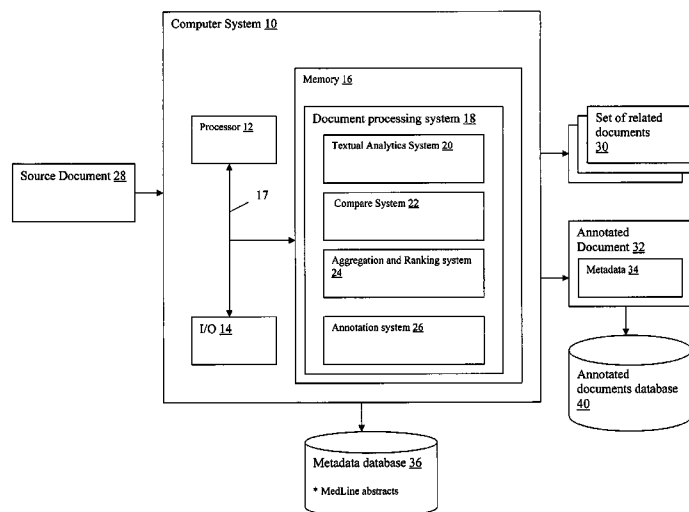 Computer System 10
Memory 16
Processor 12
Document processing system 18
Textual Analytics System 20
Set of related
documents
30
Source Document 28
17
Compare System 22
Annotated
Document 32
Metadata 34
Aggregation and Ranking system
24
I/O 14
Annotation system 26
Annotated
documents database
40
Metadata database 36
* MedLine abstracts